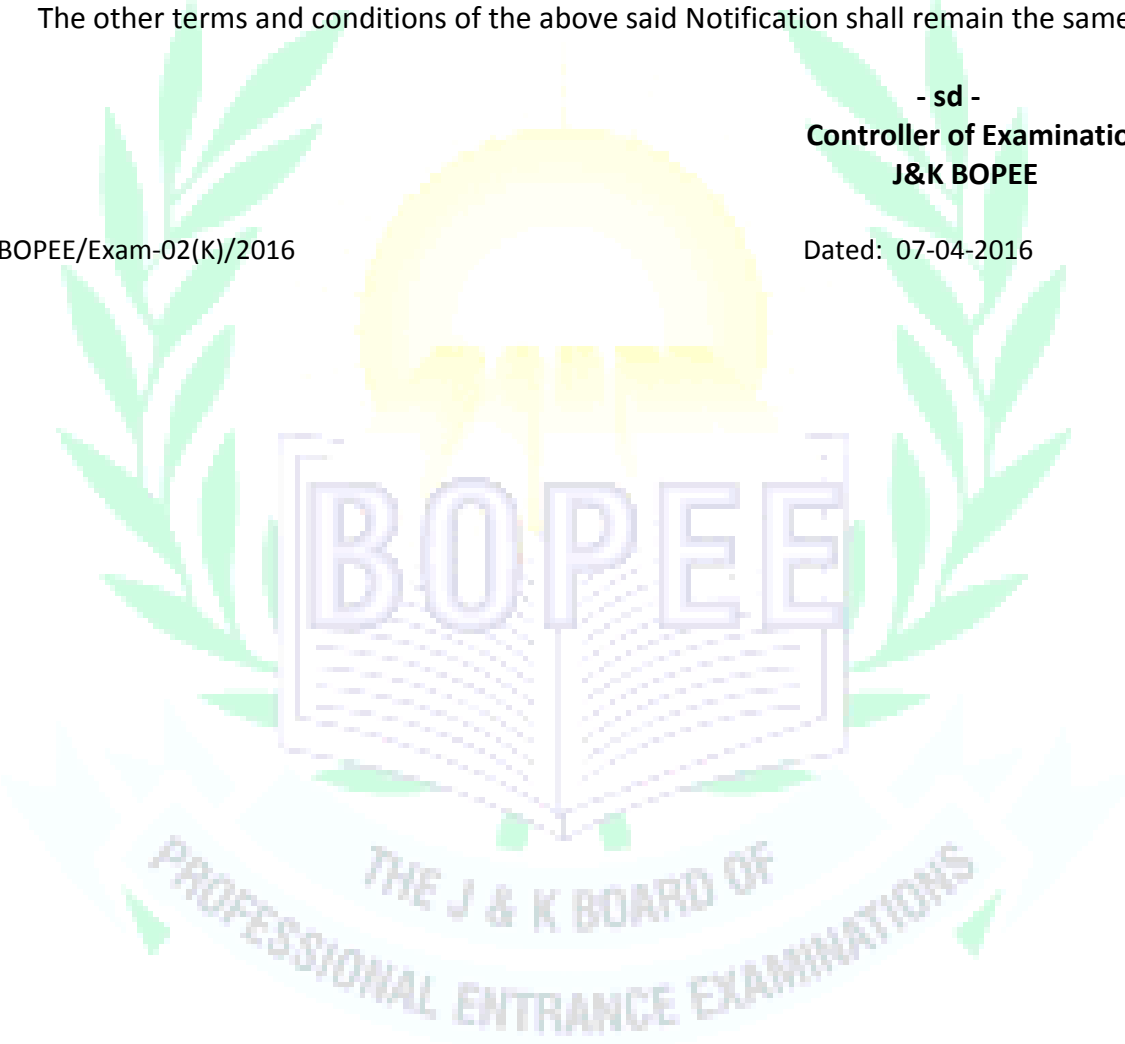 The other terms and conditions of the above said Notification shall remain the same
- sd -
Controller of Examinatio
J&K BOPEE
BOPEE/Exam-02(K)/2016 Dated: 07-04-2016
BOPEE
THE J & K BOARD OF
PROFESSIONAL ENTRANCE EXAMINATIONS